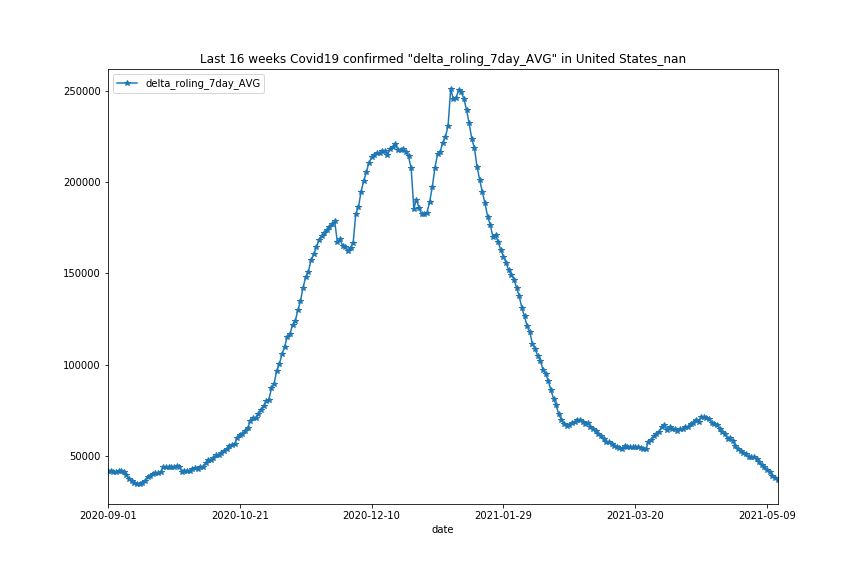 Last 16 weeks Covid19 confirmed "delta_roling_7day_AVG" in United States_nan
delta_roling_7day_AVG
250000
200000
150000
100000
50000
2020-09-01 2020-10-21 2020-12-10 2021-01-29 2021-03-20 2021-05-09
date